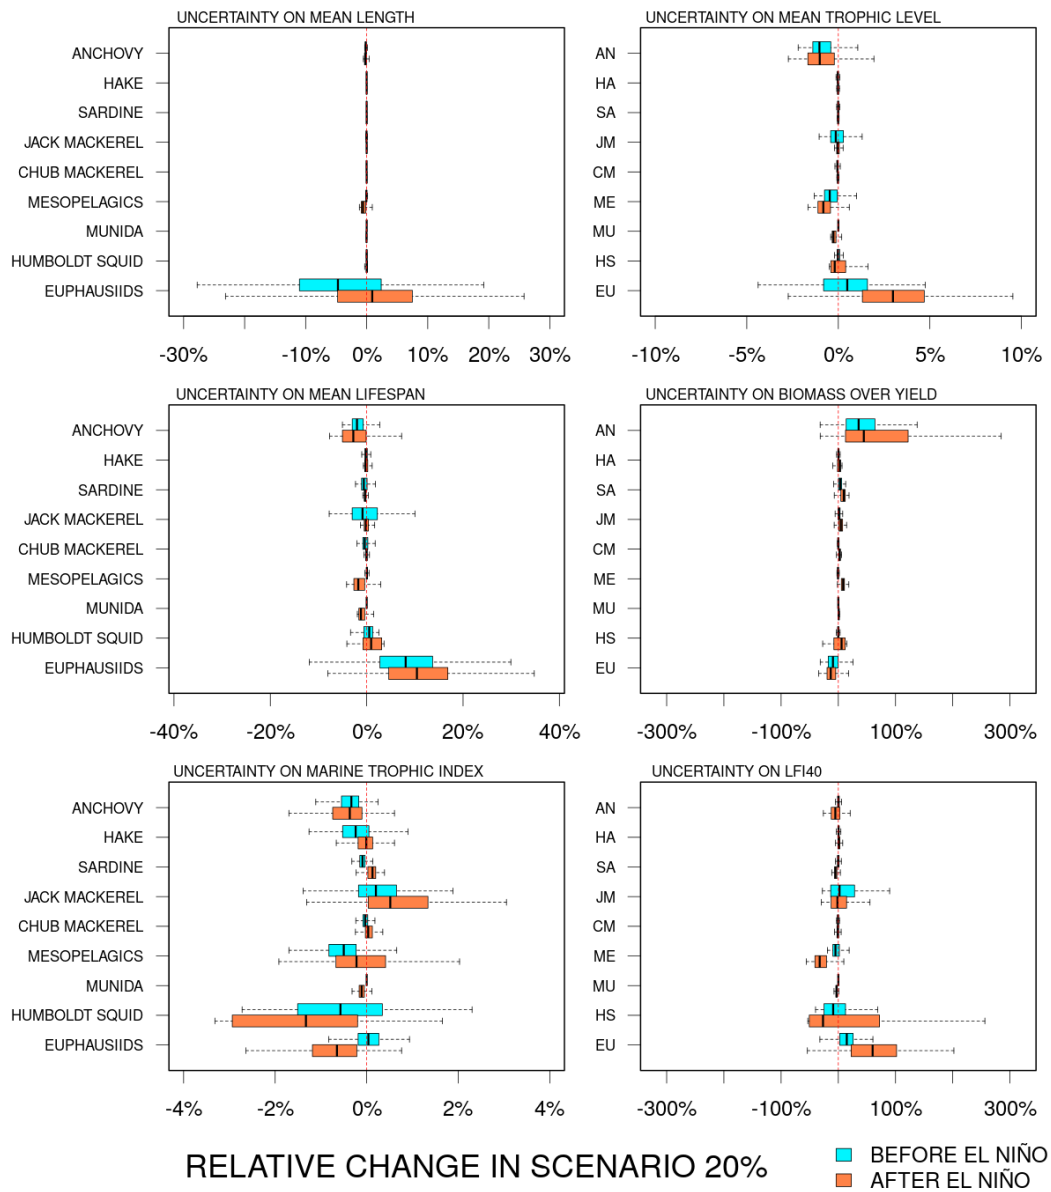 UNCERTAINTY ON MEAN LENGTH
ANCHOVY
HAKE
SARDINE
JACK MACKEREL
CHUB MACKEREL
MESOPELAGICS
MUNIDA
HUMBOLDT SQUID
EUPHAUSIIDS
-30% -10% 0% 10% 20% 30%
UNCERTAINTY ON MEAN TROPHIC LEVEL
AN
HA
SA
JM
CM
ME
MU
HS
EU
-10% -5% 0% 5% 10%
UNCERTAINTY ON MEAN LIFESPAN
ANCHOVY
HAKE
SARDINE
JACK MACKEREL
CHUB MACKEREL
MESOPELAGICS
MUNIDA
HUMBOLDT SQUID
EUPHAUSIIDS
-40% -20% 0% 20% 40%
UNCERTAINTY ON BIOMASS OVER YIELD
AN
HA
SA
JM
CM
ME
MU
HS
EU
-300% -100% 100% 300%
UNCERTAINTY ON MARINE TROPHIC INDEX
ANCHOVY
HAKE
SARDINE
JACK MACKEREL
CHUB MACKEREL
MESOPELAGICS
MUNIDA
HUMBOLDT SQUID
EUPHAUSIIDS
-4% -2% 0% 2% 4%
UNCERTAINTY ON LFI40
AN
HA
SA
JM
CM
ME
MU
HS
EU
-300% -100% 100% 300%
RELATIVE CHANGE IN SCENARIO 20%
BEFORE EL NIÑO
AFTER EL NIÑO